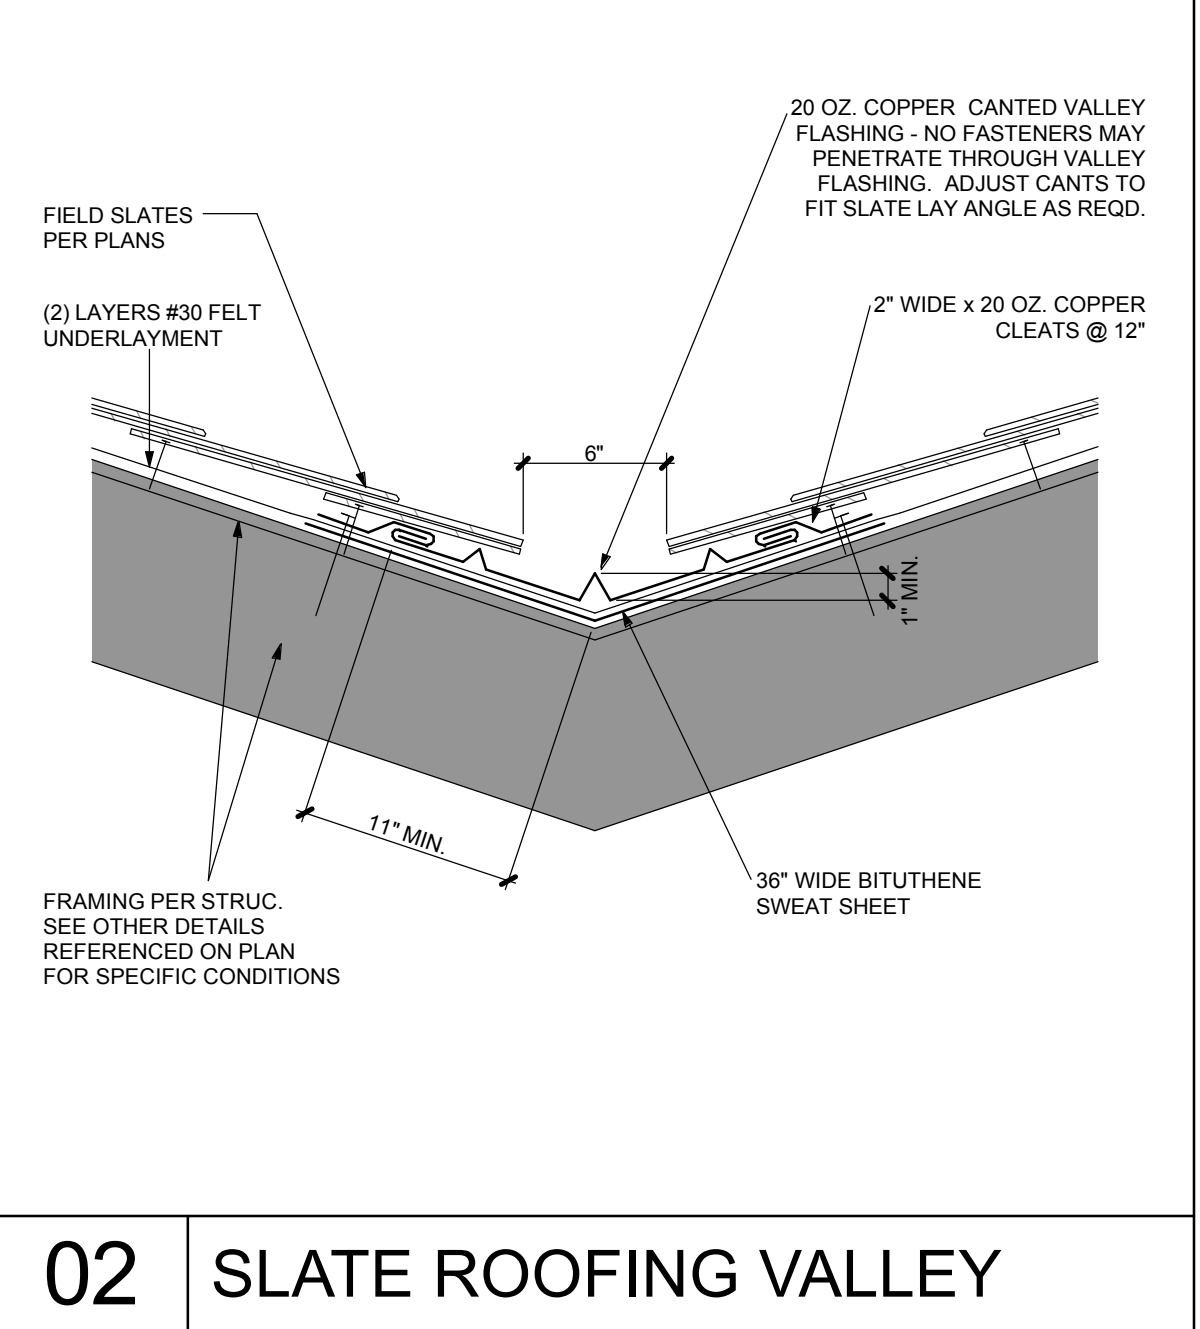 20 OZ. COPPER CANTED VALLEY
FLASHING - NO FASTENERS MAY
PENETRATE THROUGH VALLEY
FLASHING. ADJUST CANTS TO
FIT SLATE LAY ANGLE AS REQD.
FIELD SLATES
PER PLANS
(2) LAYERS #30 FELT
UNDERLAYMENT
2" WIDE x 20 OZ. COPPER
CLEATS @ 12"
6"
1" MIN.
11" MIN.
36" WIDE BITUTHENE
SWEAT SHEET
FRAMING PER STRUC.
SEE OTHER DETAILS
REFERENCED ON PLAN
FOR SPECIFIC CONDITIONS
02
SLATE ROOFING VALLEY